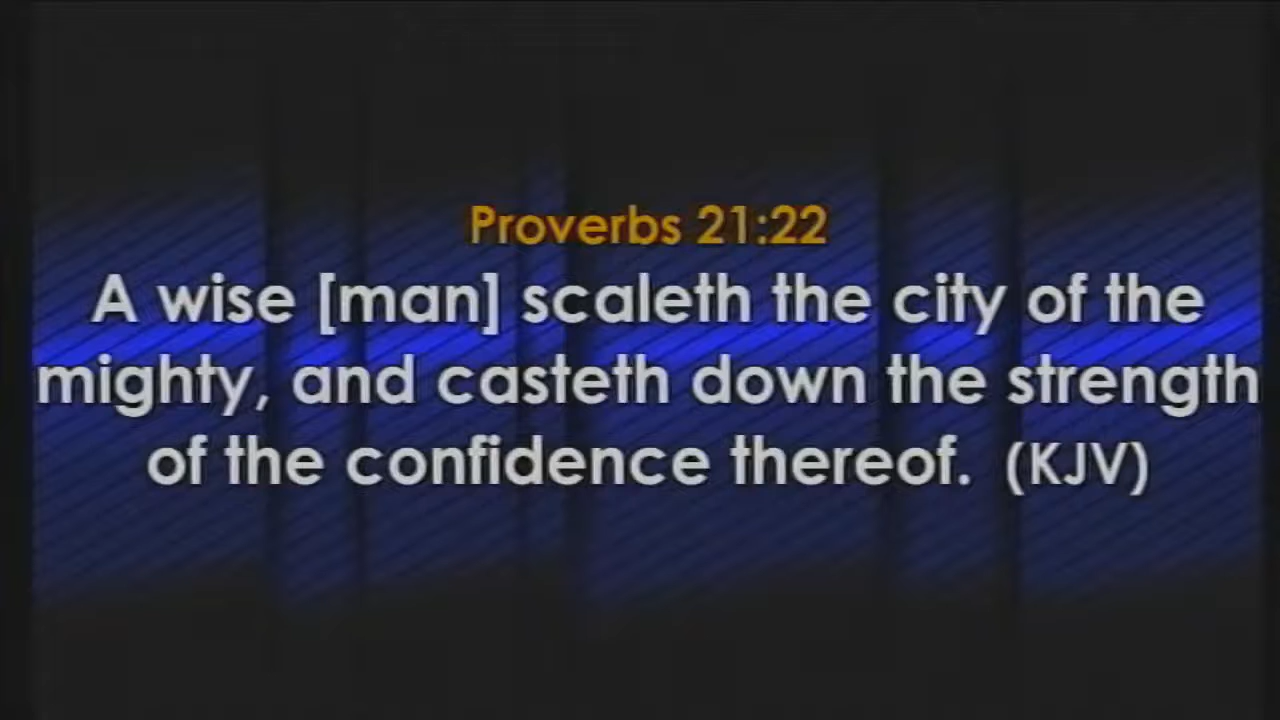 Proverbs 21:22
A wise [man] scaleth the city of the
mighty, and casteth down the strength
of the confidence thereof. (KJV)